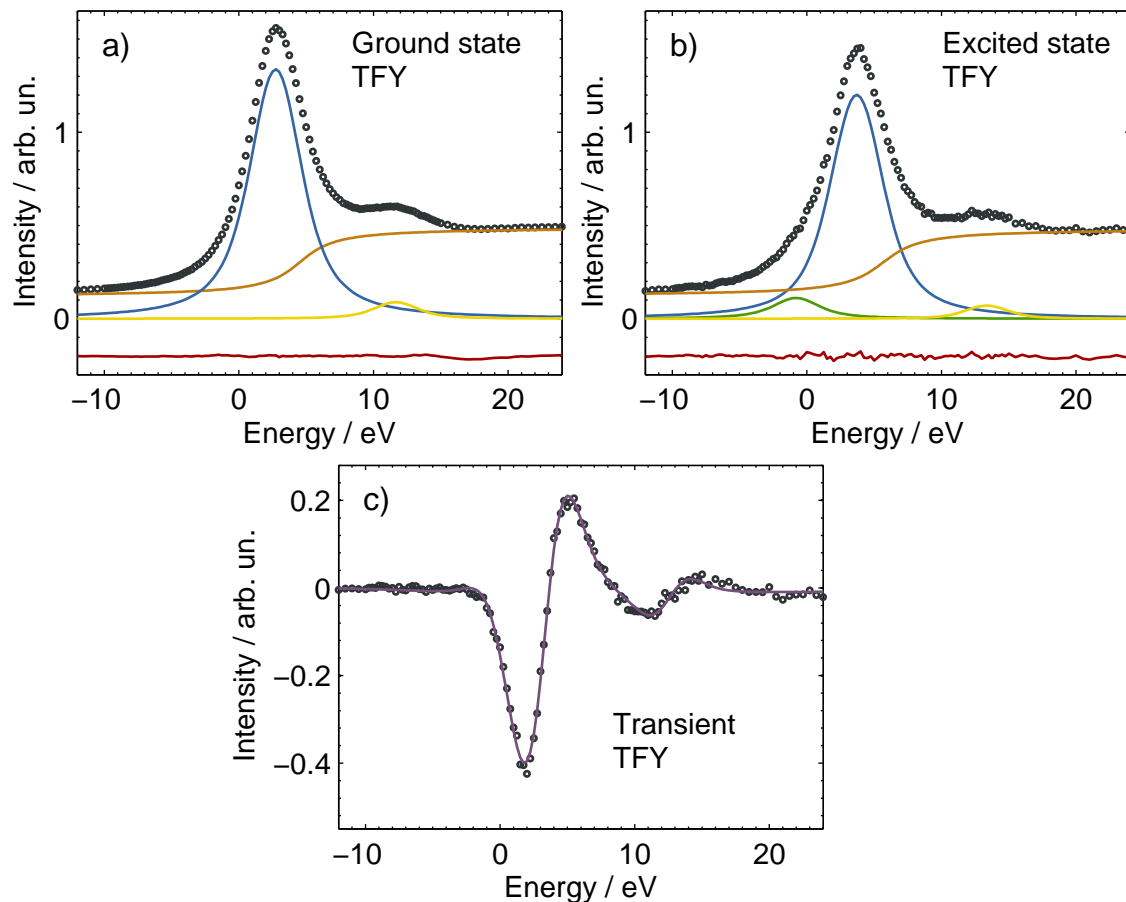 a)
Ground state
TFY
Intensity / arb. un.
1
0
−10
0
10
20
Energy / eV
b)
Excited state
TFY
Intensity / arb. un.
1
0
−10
0
10
20
Energy / eV
c)
Transient
TFY
Intensity / arb. un.
0.2
0
−0.2
−0.4
−10
0
10
20
Energy / eV